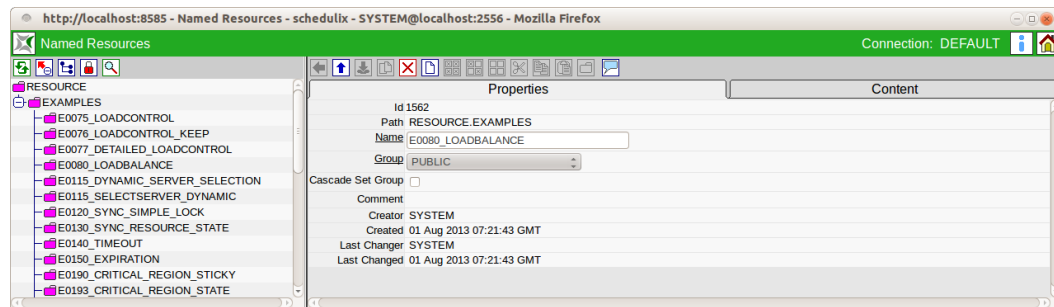 http://localhost:8585 - Named Resources - schedulix - SYSTEM@localhost:2556 - Mozilla Firefox
Named Resources
Connection: DEFAULT
RESOURCE
EXAMPLES
E0075_LOADCONTROL
E0076_LOADCONTROL_KEEP
E0077_DETAILED_LOADCONTROL
E0080_LOADBALANCE
E0115_DYNAMIC_SERVER_SELECTION
E0115_SELECTSERVER_DYNAMIC
E0120_SYNC_SIMPLE_LOCK
E0130_SYNC_RESOURCE_STATE
E0140_TIMEOUT
E0150_EXPIRATION
E0190_CRITICAL_REGION_STICKY
E0193_CRITICAL_REGION_STATE
Properties
Content
Id 1562
Path RESOURCE.EXAMPLES
Name E0080_LOADBALANCE
Group PUBLIC
Cascade Set Group
Comment
Creator SYSTEM
Created 01 Aug 2013 07:21:43 GMT
Last Changer SYSTEM
Last Changed 01 Aug 2013 07:21:43 GMT